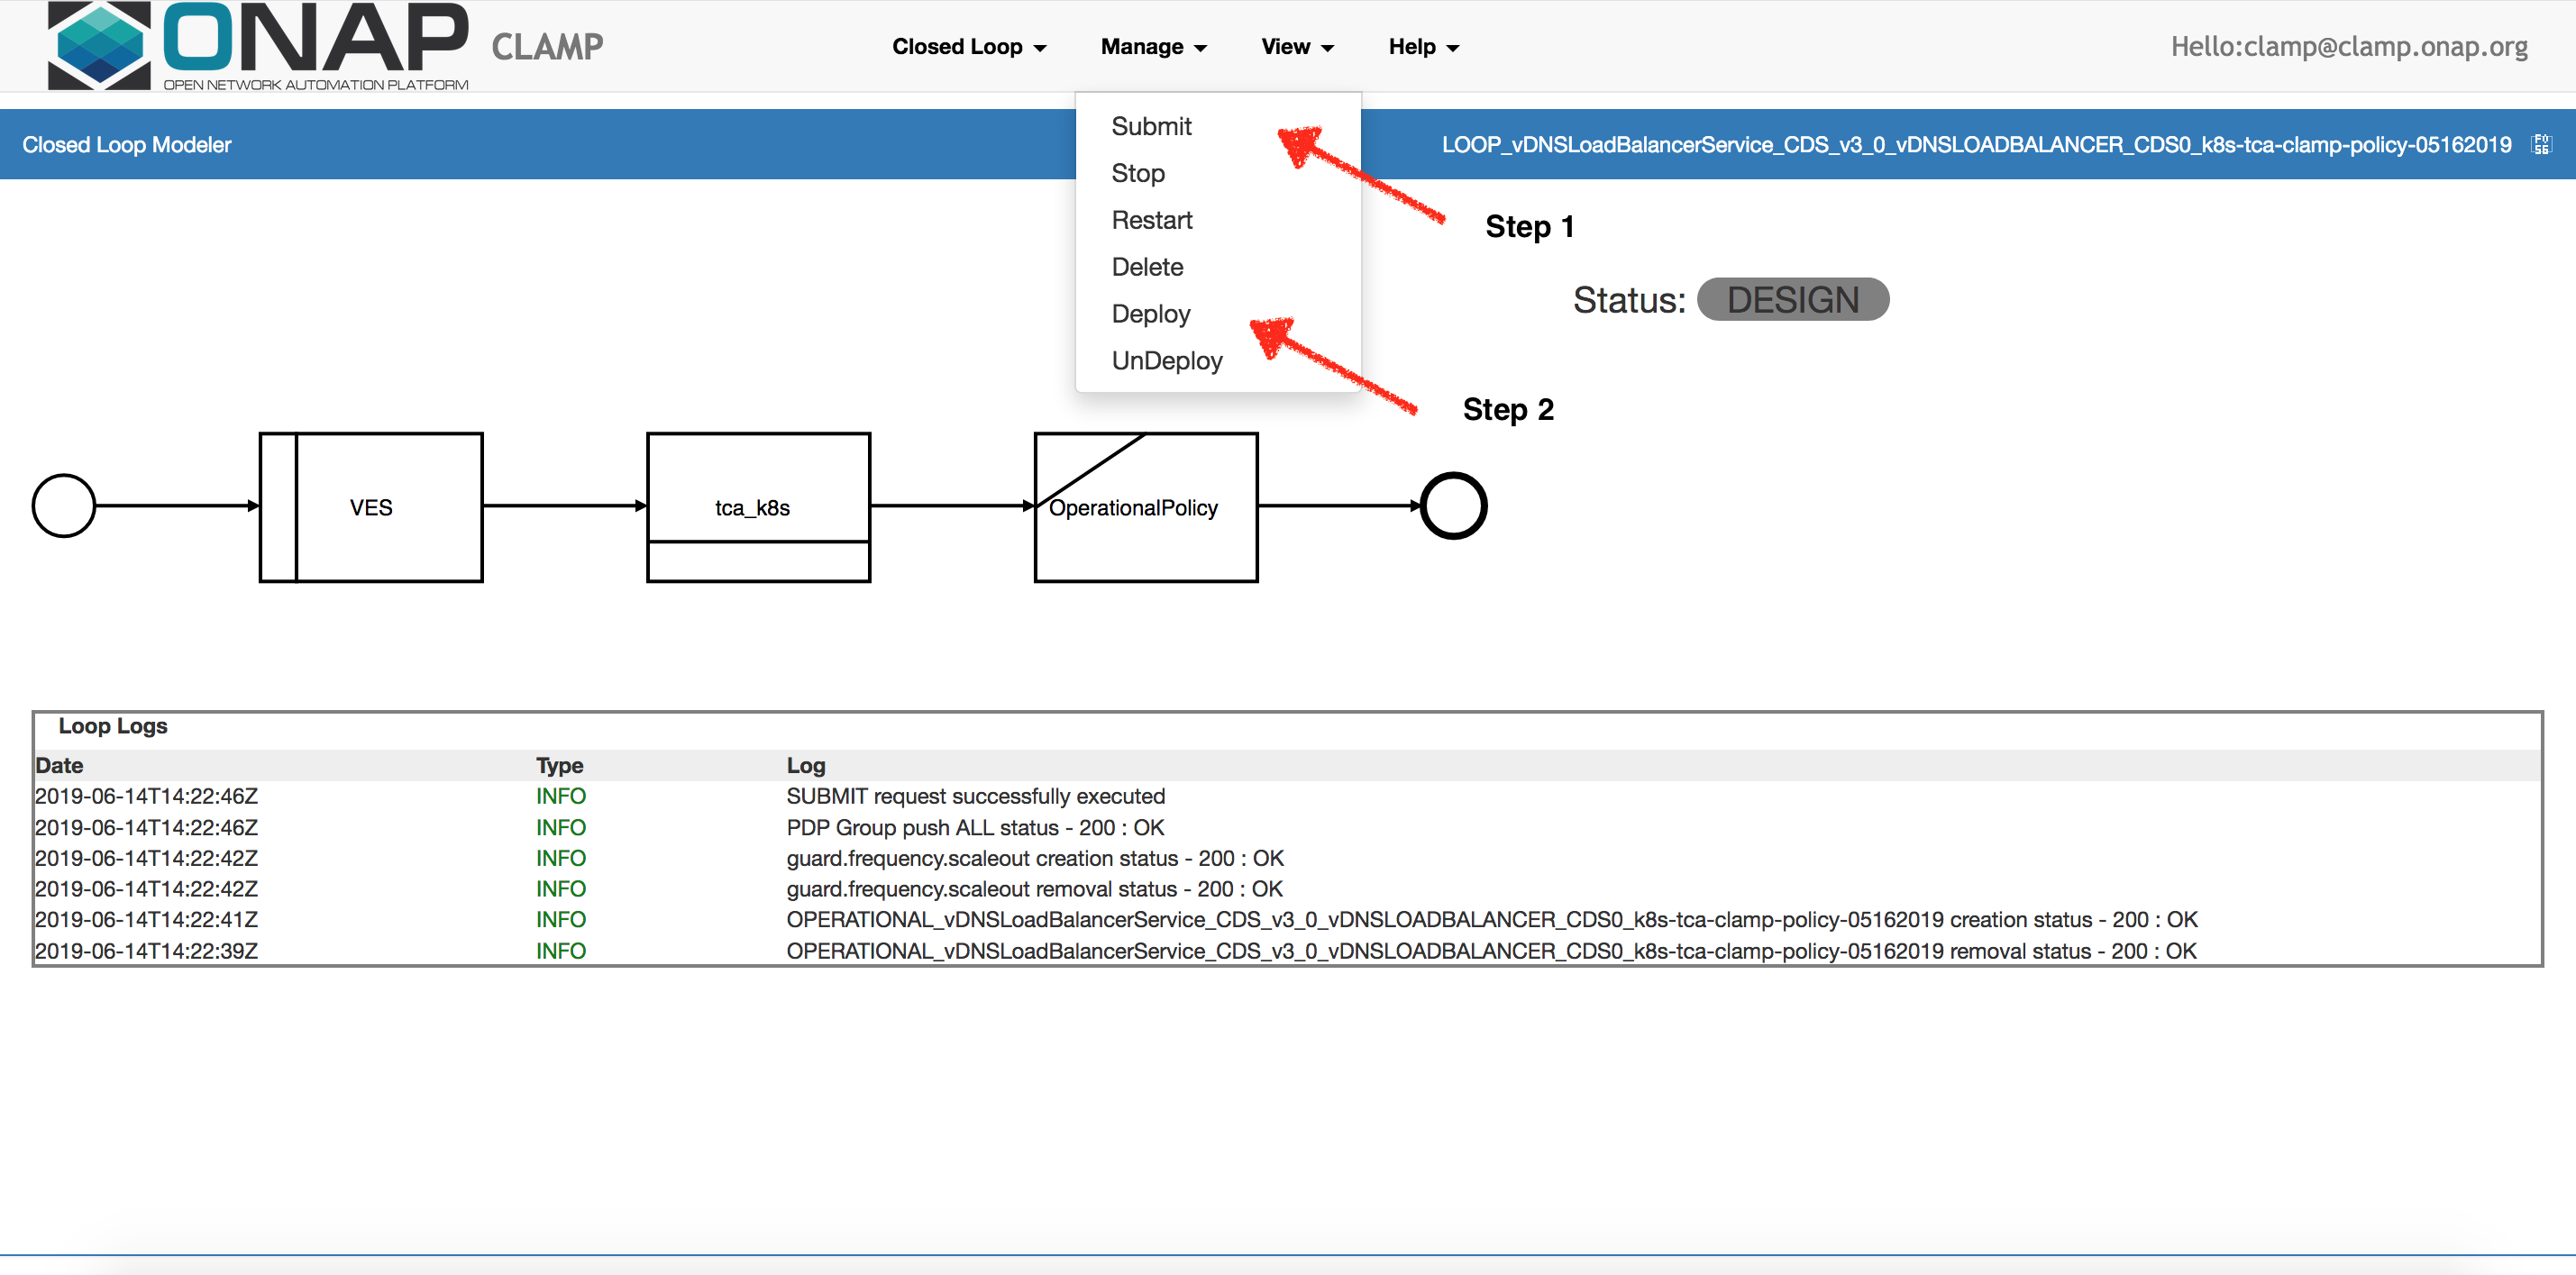 ONAP CLAMP
OPEN NETWORK AUTOMATION PLATFORM
Closed Loop Manage View Help
Hello:clamp@clamp.onap.org
Closed Loop Modeler
LOOP_vDNSLoadBalancerService_CDS_v3_0_vDNSLOADBALANCER_CDS0_k8s-tca-clamp-policy-05162019
Submit
Stop
Restart
Delete
Deploy
UnDeploy
Step 1
Status: DESIGN
Step 2
VES
tca_k8s
OperationalPolicy
Loop Logs
Date Type Log
2019-06-14T14:22:46Z INFO SUBMIT request successfully executed
2019-06-14T14:22:46Z INFO PDP Group push ALL status - 200 : OK
2019-06-14T14:22:42Z INFO guard.frequency.scaleout creation status - 200 : OK
2019-06-14T14:22:42Z INFO guard.frequency.scaleout removal status - 200 : OK
2019-06-14T14:22:41Z INFO OPERATIONAL_vDNSLoadBalancerService_CDS_v3_0_vDNSLOADBALANCER_CDS0_k8s-tca-clamp-policy-05162019 creation status - 200 : OK
2019-06-14T14:22:39Z INFO OPERATIONAL_vDNSLoadBalancerService_CDS_v3_0_vDNSLOADBALANCER_CDS0_k8s-tca-clamp-policy-05162019 removal status - 200 : OK